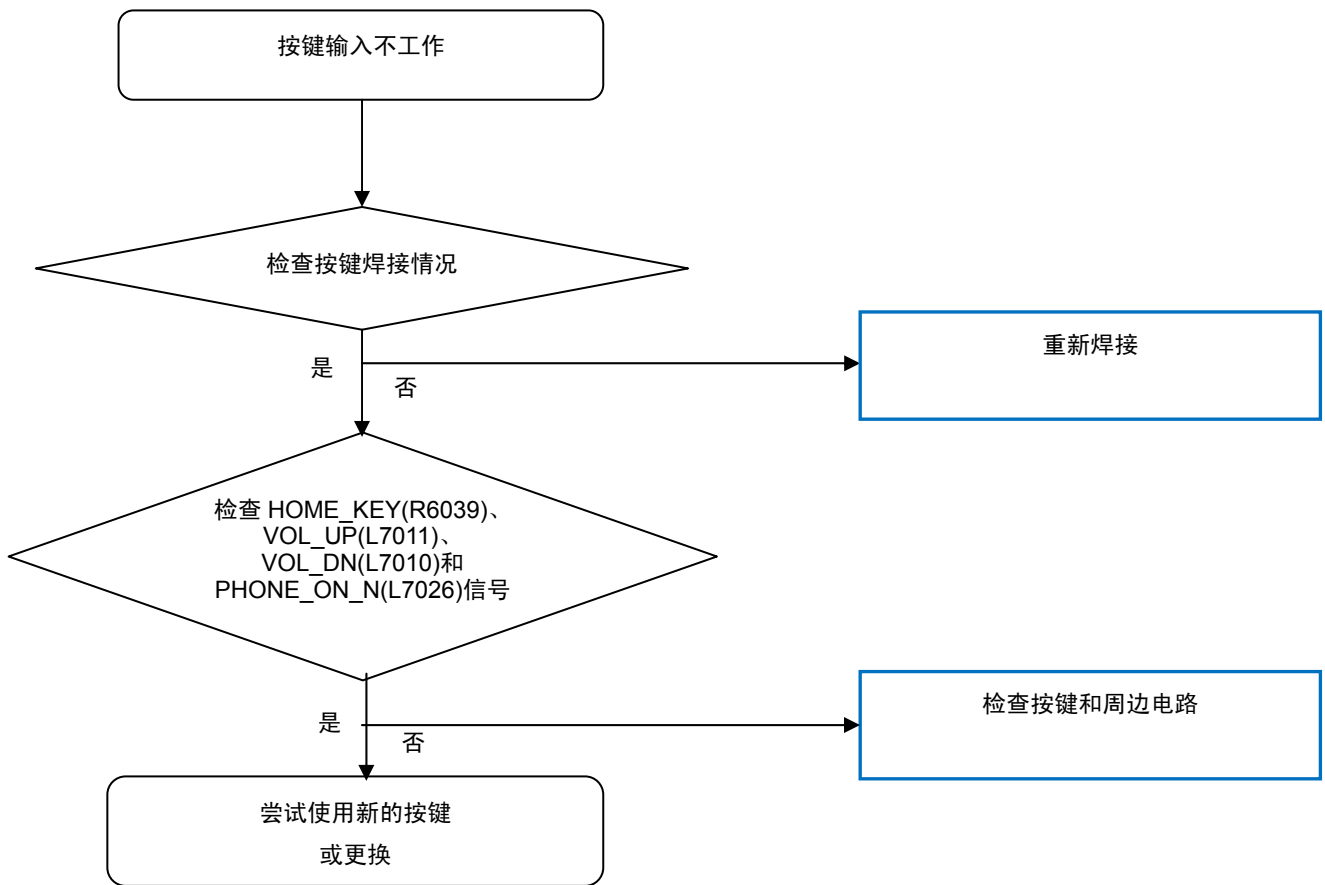 按键输入不工作
检查按键焊接情况
重新焊接
是
否
检查 HOME_KEY(R6039)、
VOL_UP(L7011)、
VOL_DN(L7010)和
PHONE_ON_N(L7026)信号
检查按键和周边电路
是
否
尝试使用新的按键
或更换